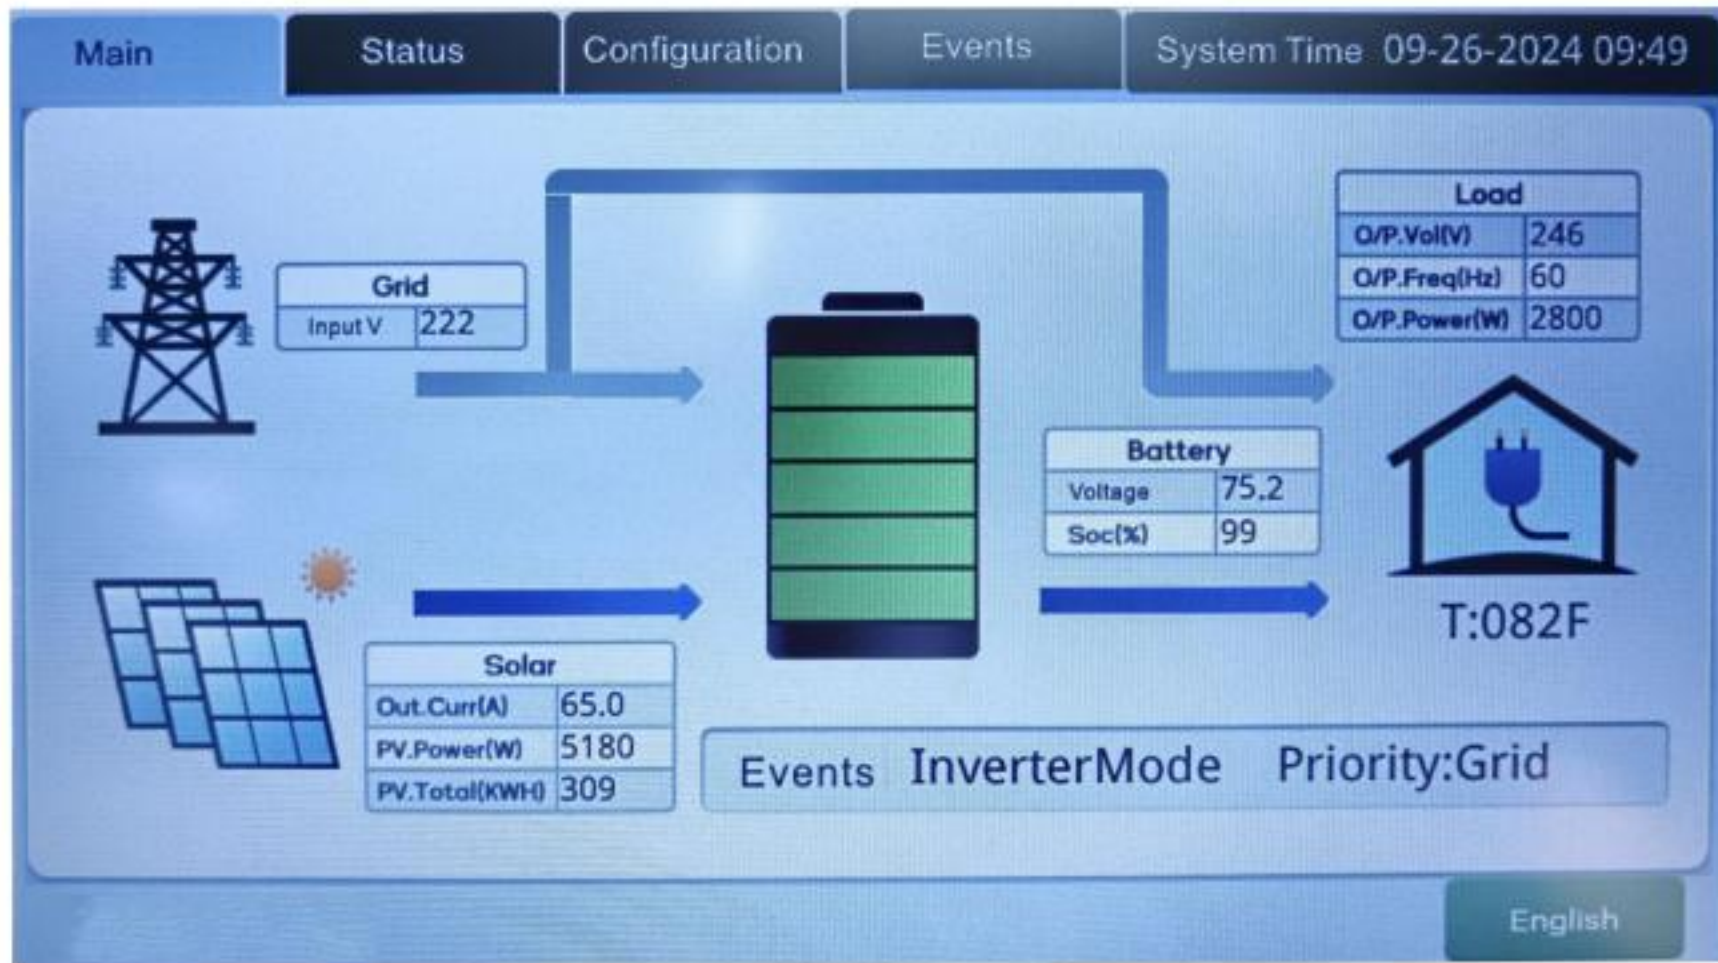 Main
Status
Configuration
Events
System Time 09-26-2024 09:49
Grid
Input V 222
Load
O/P.Vol(V) 246
O/P.Freq(Hz) 60
O/P.Power(W) 2800
Battery
Voltage 75.2
Soc(%) 99
T:082F
Solar
Out.Curr(A) 65.0
PV.Power(W) 5180
PV.Total(KWH) 309
Events InverterMode Priority:Grid
English